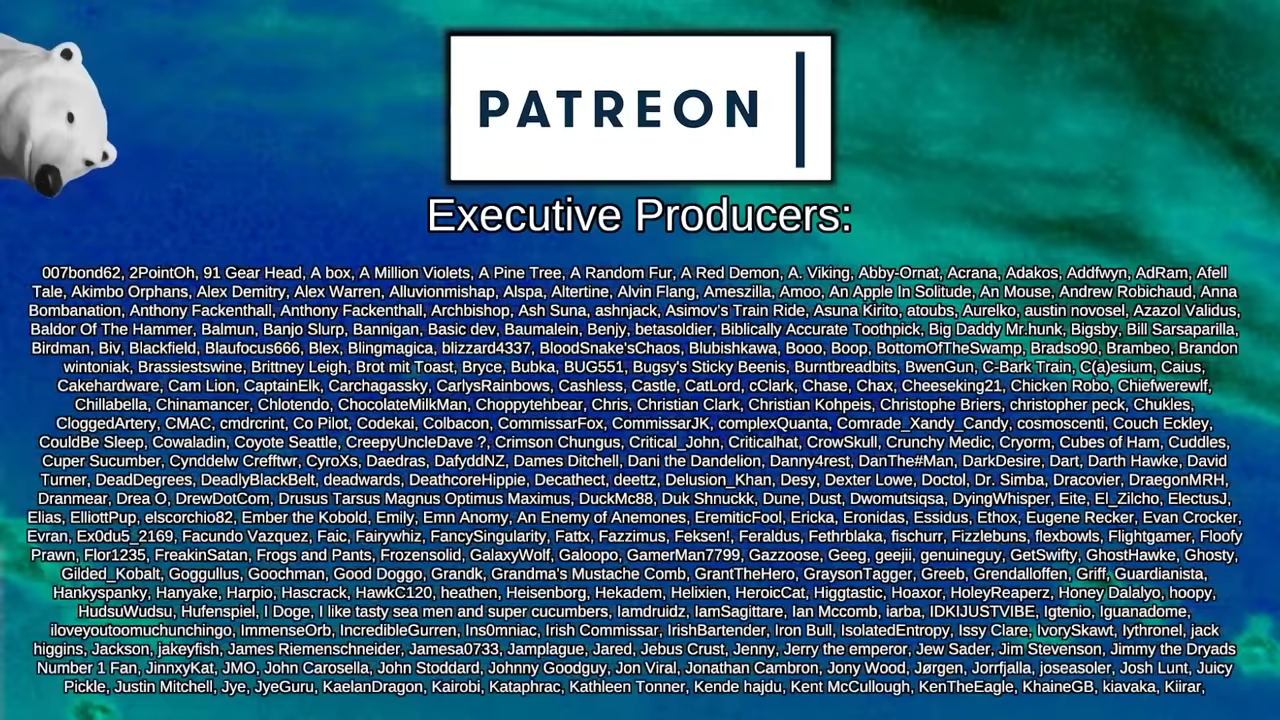 PATREON
Executive Producers:
007bond62, 2PointOh, 91 Gear Head, A box, A Million Violets, A Pine Tree, A Random Fur, A Red Demon, A. Viking, Abby-Ornat, Acrana, Adakos, Addfwyn, AdRam, Afell
Tale, Akimbo Orphans, Alex Demitry, Alex Warren, Alluvionmishap, Alspa, Altertine, Alvin Flang, Ameszilla, Amoo, An Apple In Solitude, An Mouse, Andrew Robichaud, Anna
Bombanation, Anthony Fackenthall, Anthony Fackenthall, Archbishop, Ash Suna, ashnjack, Asimov's Train Ride, Asuna Kirito, atoubs, Aurelko, austin novosel, Azazol Validus,
Baldor Of The Hammer, Balmun, Banjo Slurp, Bannigan, Basic dev, Baumalein, Benjy, betasoldier, Biblically Accurate Toothpick, Big Daddy Mr.hunk, Bigsby, Bill Sarsaparilla,
Birdman, Biv, Blackfield, Blaufocus666, Blex, Blingmagica, blizzard4337, BloodSnake'sChaos, Blubishkawa, Booo, Boop, BottomOfTheSwamp, Bradso90, Brambeo, Brandon
wintoniak, Brassiestswine, Brittney Leigh, Brot mit Toast, Bryce, Bubka, BUG551, Bugsy's Sticky Beenis, Burntbreadbits, BwenGun, C-Bark Train, C(a)esium, Caius,
Cakehardware, Cam Lion, CaptainElk, Carchagassky, CarlysRainbows, Cashless, Castle, CatLord, cClark, Chase, Chax, Cheeseking21, Chicken Robo, Chiefwerewlf,
Chillabella, Chinamancer, Chlotendo, ChocolateMilkMan, Choppytehbear, Chris, Christian Clark, Christian Kohpeis, Christophe Briers, christopher peck, Chukles,
CloggedArtery, CMAC, cmdrcrint, Co Pilot, Codekai, Colbacon, CommissarFox, CommissarJK, complexQuanta, Comrade_Xandy_Candy, cosmoscenti, Couch Eckley,
CouldBe Sleep, Cowaladin, Coyote Seattle, CreepyUncleDave ?, Crimson Chungus, Critical_John, Criticalhat, CrowSkull, Crunchy Medic, Cryorm, Cubes of Ham, Cuddles,
Cuper Sucumber, Cynddelw Crefftwr, CyroXs, Daedras, DafyddNZ, Dames Ditchell, Dani the Dandelion, Danny4rest, DanThe#Man, DarkDesire, Dart, Darth Hawke, David
Turner, DeadDegrees, DeadlyBlackBelt, deadwards, DeathcoreHippie, Decathect, deettz, Delusion_Khan, Desy, Dexter Lowe, Doctol, Dr. Simba, Dracovier, DraegonMRH,
Dranmear, Drea O, DrewDotCom, Drusus Tarsus Magnus Optimus Maximus, DuckMc88, Duk Shnuckk, Dune, Dust, Dwomutsiqsa, DyingWhisper, Eite, El_Zilcho, ElectusJ,
Elias, ElliottPup, elscorchio82, Ember the Kobold, Emily, Emn Anomy, An Enemy of Anemones, EremiticFool, Ericka, Eronidas, Essidus, Ethox, Eugene Recker, Evan Crocker,
Evran, Ex0du5_2169, Facundo Vazquez, Faic, Fairywhiz, FancySingularity, Fattx, Fazzimus, Feksen!, Feraldus, Fethrblaka, fischurr, Fizzlebuns, flexbowls, Flightgamer, Floofy
Prawn, Flor1235, FreakinSatan, Frogs and Pants, Frozensolid, GalaxyWolf, Galoopo, GamerMan7799, Gazzoose, Geeg, geejii, genuineguy, GetSwifty, GhostHawke, Ghosty,
Gilded_Kobalt, Goggullus, Goochman, Good Doggo, Grandk, Grandma's Mustache Comb, GrantTheHero, GraysonTagger, Greeb, Grendalloffen, Griff, Guardianista,
Hankyspanky, Hanyake, Harpio, Hascrack, HawkC120, heathen, Heisenborg, Hekadem, Helixien, HeroicCat, Higgtastic, Hoaxor, HoleyReaperz, Honey Dalalyo, hoopy,
HudsuWudsu, Hufenspiel, I Doge, I like tasty sea men and super cucumbers, Iamdruidz, IamSagittare, Ian Mccomb, iarba, IDKIJUSTVIBE, Igtenio, Iguanadome,
iloveyoutoomuchunchingo, ImmenseOrb, IncredibleGurren, Ins0mniac, Irish Commissar, IrishBartender, Iron Bull, IsolatedEntropy, Issy Clare, IvorySkawt, Iythronel, jack
higgins, Jackson, jakeyfish, James Riemenschneider, Jamesa0733, Jamplague, Jared, Jebus Crust, Jenny, Jerry the emperor, Jew Sader, Jim Stevenson, Jimmy the Dryads
Number 1 Fan, JinnxyKat, JMO, John Carosella, John Stoddard, Johnny Goodguy, Jon Viral, Jonathan Cambron, Jony Wood, Jørgen, Jorrfjalla, joseasoler, Josh Lunt, Juicy
Pickle, Justin Mitchell, Jye, JyeGuru, KaelanDragon, Kairobi, Kataphrac, Kathleen Tonner, Kende hajdu, Kent McCullough, KenTheEagle, KhaineGB, kiavaka, Kiirar,